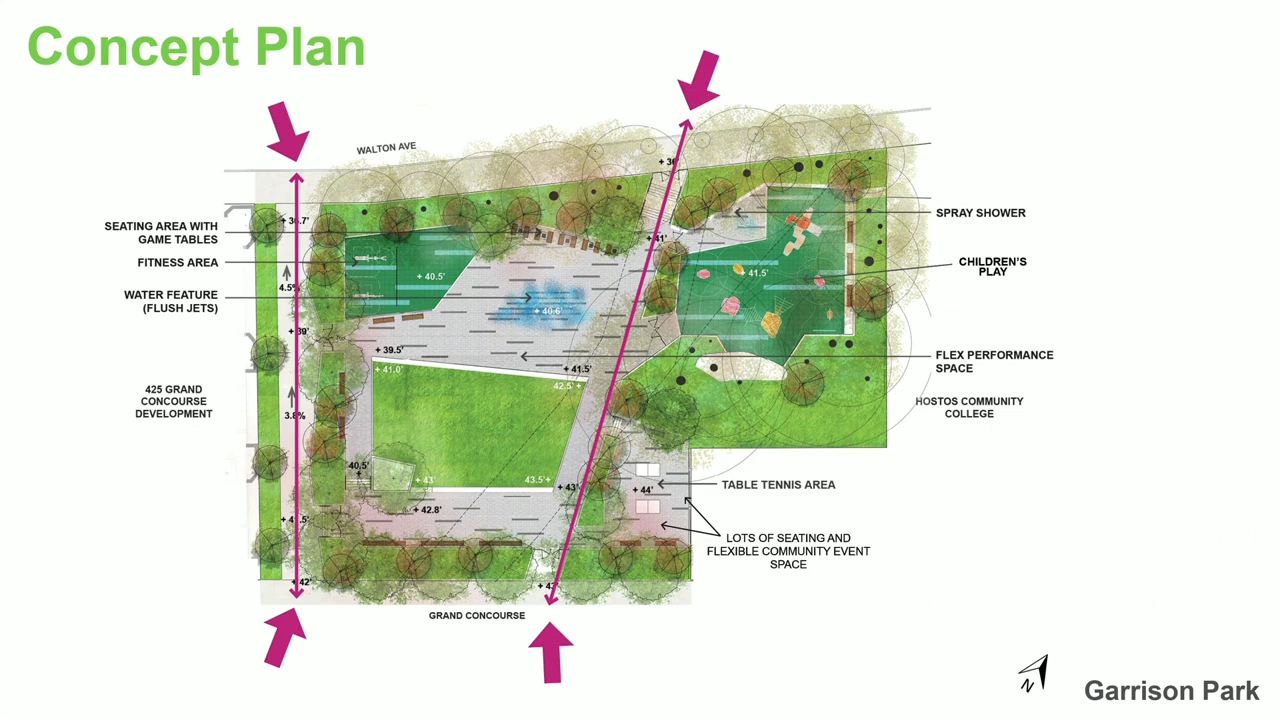 Concept Plan
WALTON AVE
SEATING AREA WITH
GAME TABLES
FITNESS AREA
WATER FEATURE
(FLUSH JETS)
425 GRAND
CONCOURSE
DEVELOPMENT
SPRAY SHOWER
CHILDREN'S
PLAY
FLEX PERFORMANCE
SPACE
HOSTOS COMMUNITY
COLLEGE
TABLE TENNIS AREA
LOTS OF SEATING AND
FLEXIBLE COMMUNITY EVENT
SPACE
+ 41'
+ 40.5'
+ 41.5'
4.5%
+ 40.6'
+ 39'
+ 39.5'
+ 41.0'
+ 41.5'
42.5' +
40.5'
+
+ 43'
43.5' +
+ 43'
+ 44'
+ 42.8'
GRAND CONCOURSE
N
Garrison Park